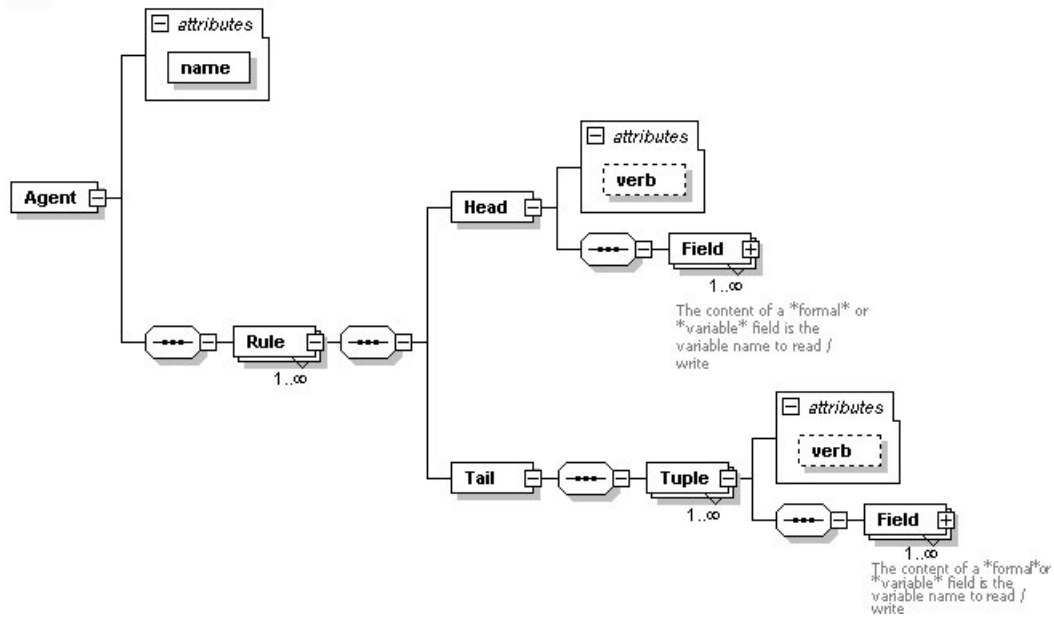 attributes
name
Agent
attributes
verb
Head
Field
1..∞
The content of a *formal* or
*variable* field is the
variable name to read /
write
Rule
1..∞
attributes
verb
Tail
Tuple
1..∞
Field
1..∞
The content of a *formal*or
*variable* field is the
variable name to read /
write